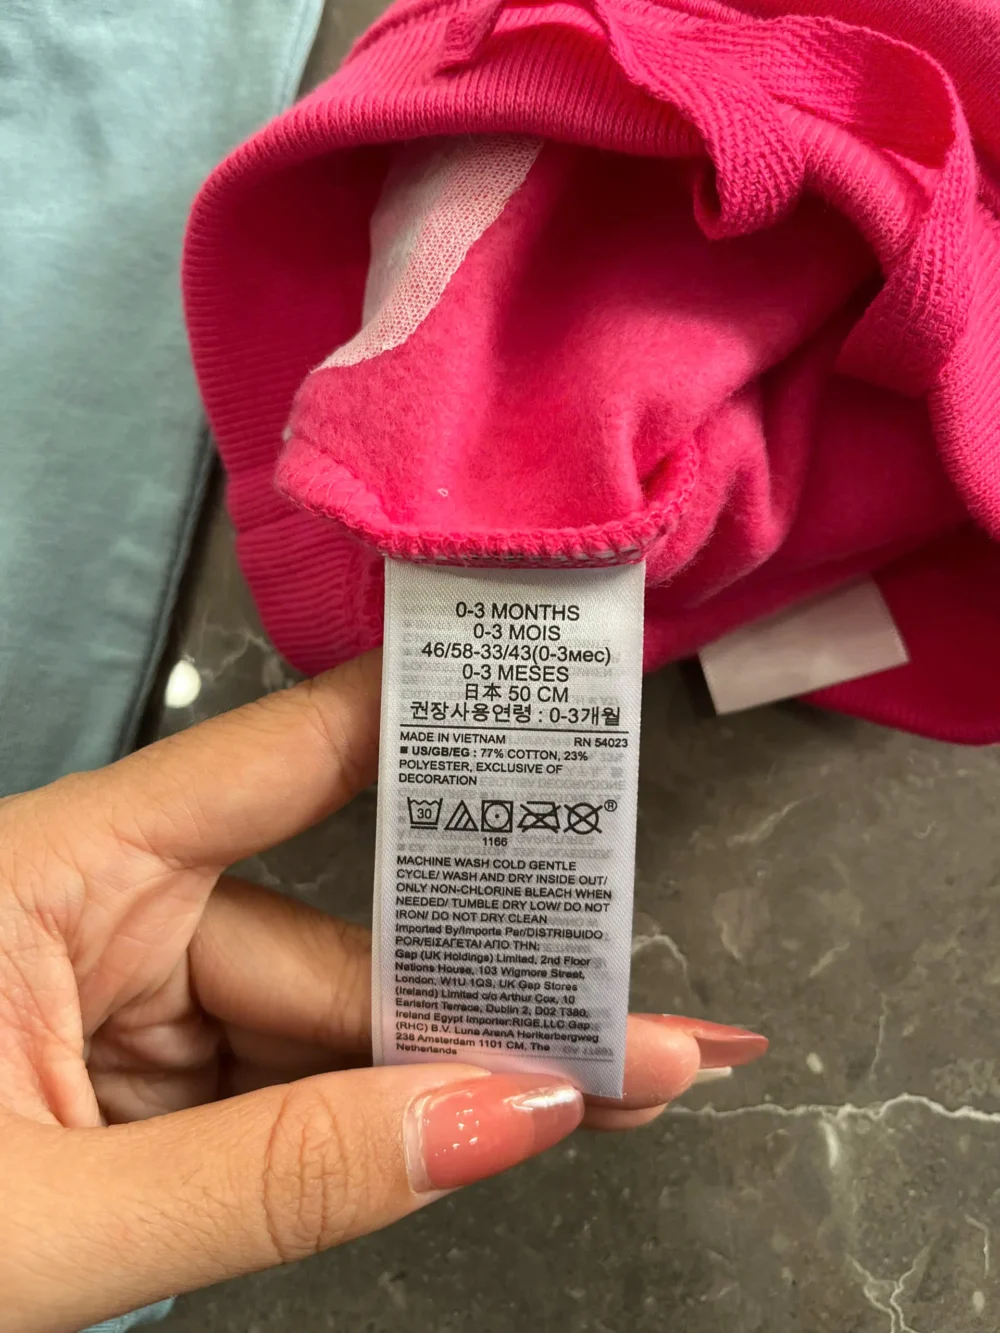 0-3 MONTHS
0-3 MOIS
46/58-33/43(0-3мес)
0-3 MESES
日本 50 CM
권장사용연령 : 0-3개월
MADE IN VIETNAM RN 54023
■ US/GB/EG : 77% COTTON, 23%
POLYESTER, EXCLUSIVE OF
DECORATION
30
®
1166
MACHINE WASH COLD GENTLE
CYCLE/ WASH AND DRY INSIDE OUT/
ONLY NON-CHLORINE BLEACH WHEN
NEEDED/ TUMBLE DRY LOW/ DO NOT
IRON/ DO NOT DRY CLEAN
Imported By/Importe Par/DISTRIBUIDO
POR/ΕΙΣΑΓΕΤΑΙ ΑΠΟ ΤΗΝ:
Gap (UK Holdings) Limited, 2nd Floor
Nations House, 103 Wigmore Street,
London, W1U 1QS, UK Gap Stores
(Ireland) Limited c/o Arthur Cox, 10
Earlsfort Terrace, Dublin 2, D02 T380,
Ireland Egypt Importer:RIGE,LLC Gap
(RHC) B.V. Luna ArenA Herikerbergweg
238 Amsterdam 1101 CM, The
Netherlands